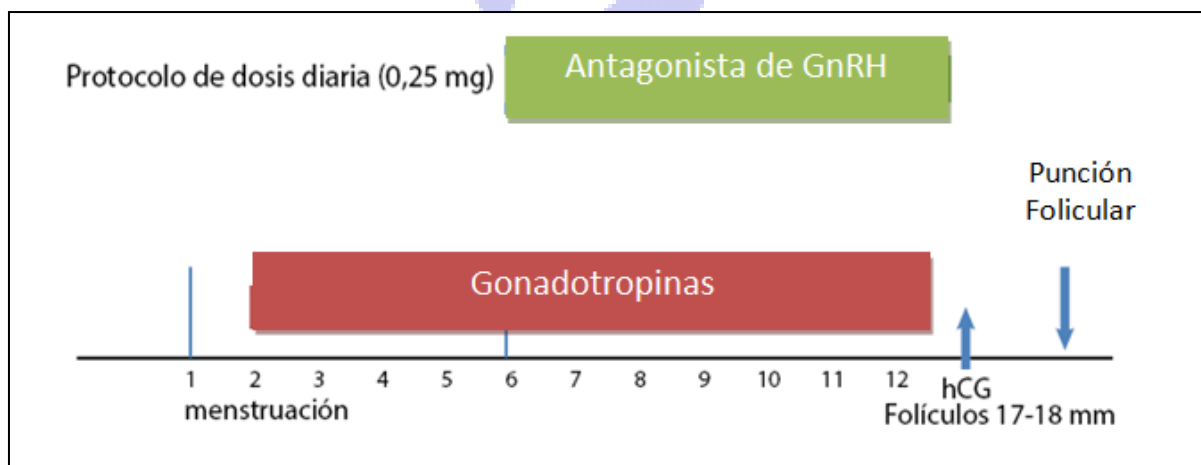 Antagonista de GnRH
Protocolo de dosis diaria (0,25 mg)
Punción
Folicular
Gonadotropinas
1 2 3 4 5 6 7 8 9 10 11 12
menstruación
hCG
Folículos 17-18 mm